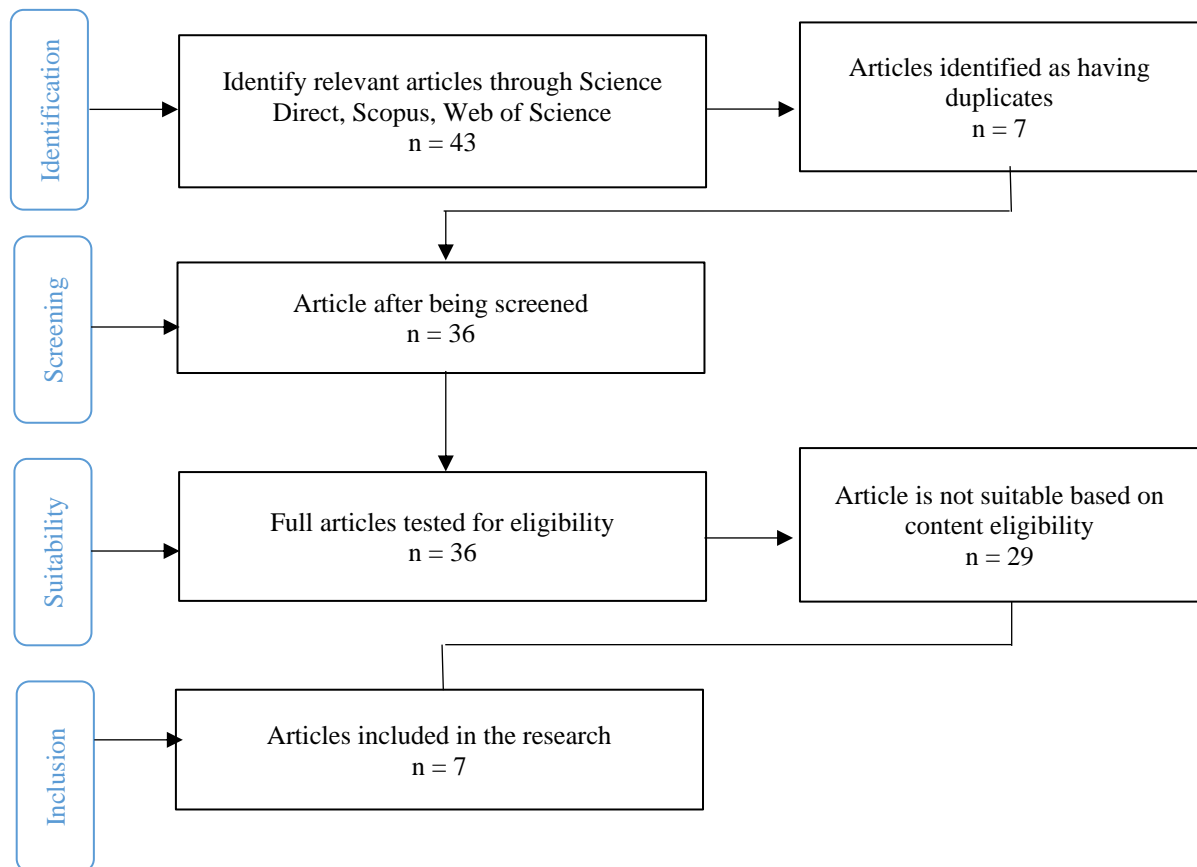 Identification
Identify relevant articles through Science
Direct, Scopus, Web of Science
n = 43
Articles identified as having
duplicates
n = 7
Screening
Article after being screened
n = 36
Suitability
Full articles tested for eligibility
n = 36
Article is not suitable based on
content eligibility
n = 29
Inclusion
Articles included in the research
n = 7